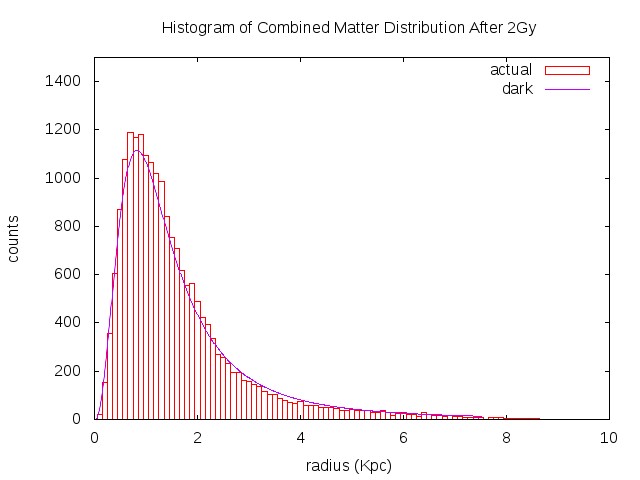 Histogram of Combined Matter Distribution After 2Gy
actual
dark
1400
1200
1000
800
600
400
200
0
counts
0 2 4 6 8 10
radius (Kpc)